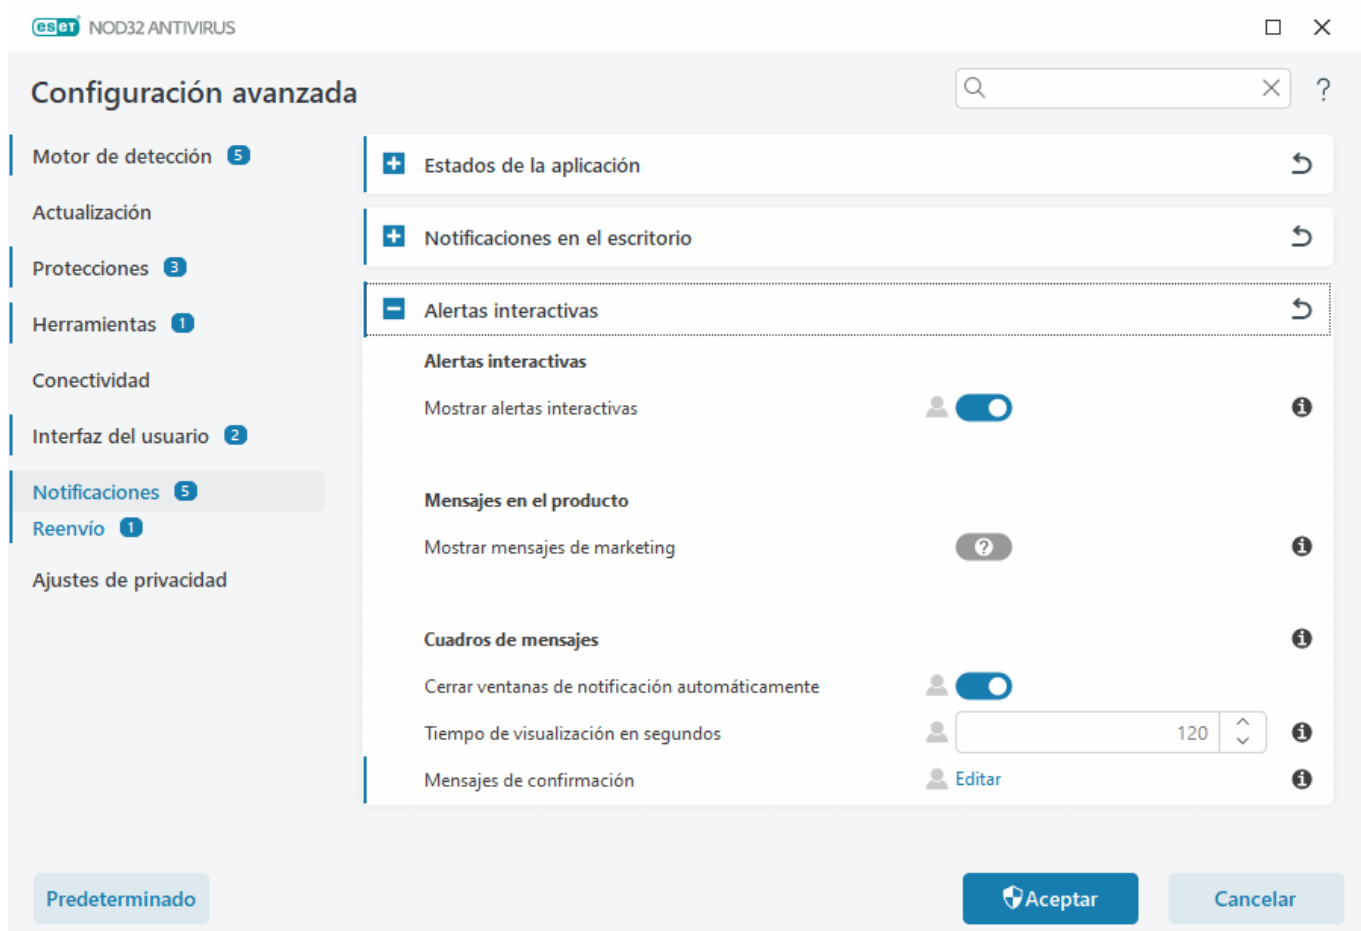 eset NOD32 ANTIVIRUS
Configuración avanzada
?
Motor de detección 5
Actualización
Protecciones 3
Herramientas 1
Conectividad
Interfaz del usuario 2
Notificaciones 5
Reenvío 1
Ajustes de privacidad
Estados de la aplicación
Notificaciones en el escritorio
Alertas interactivas
Alertas interactivas
Mostrar alertas interactivas
Mensajes en el producto
Mostrar mensajes de marketing
?
Cuadros de mensajes
Cerrar ventanas de notificación automáticamente
Tiempo de visualización en segundos 120
Mensajes de confirmación Editar
Predeterminado
Aceptar
Cancelar